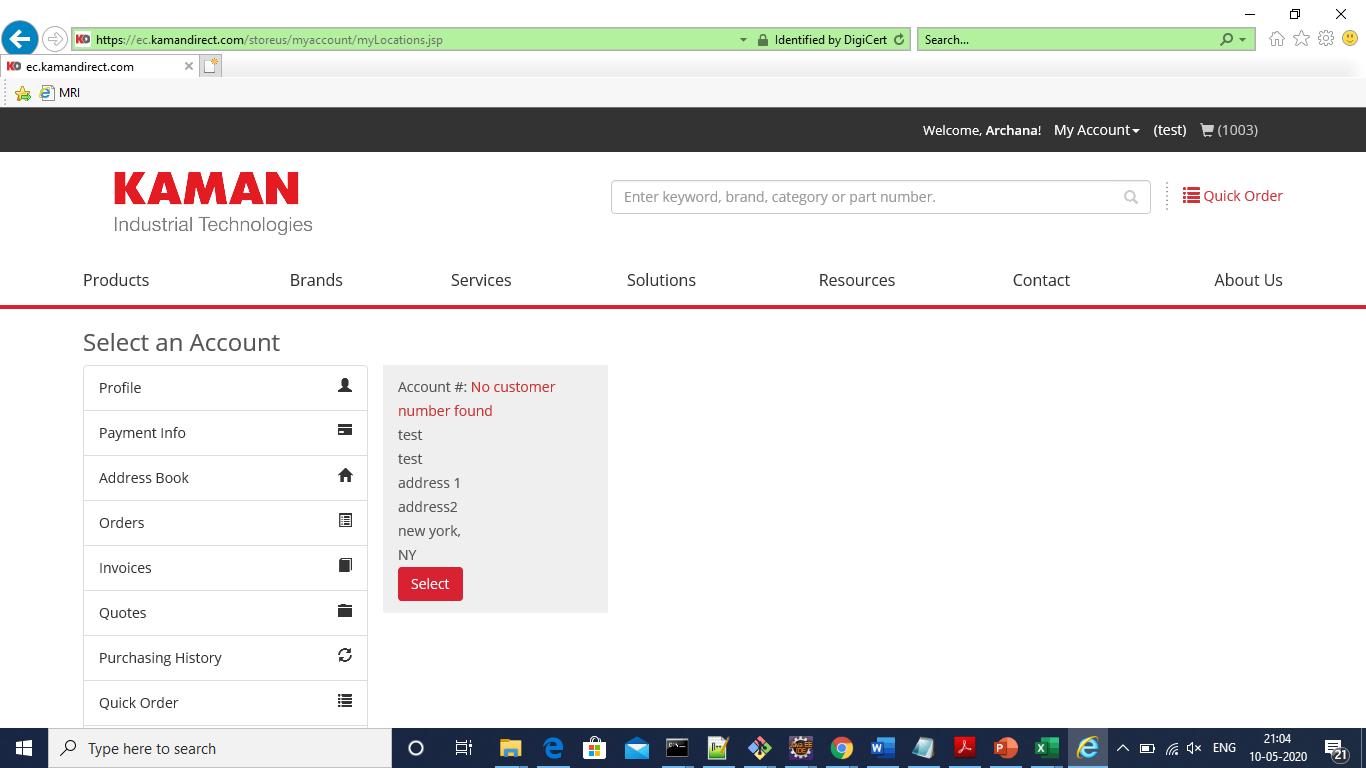 https://ec.kamandirect.com/storeus/myaccount/myLocations.jsp
Identified by DigiCert
Search...
KD ec.kamandirect.com
MRI
Welcome, Archana! My Account (test) (1003)
KAMAN
Industrial Technologies
Enter keyword, brand, category or part number.
Quick Order
Products Brands Services Solutions Resources Contact About Us
Select an Account
Profile
Payment Info
Address Book
Orders
Invoices
Quotes
Purchasing History
Quick Order
Account #: No customer
number found
test
test
address 1
address2
new york,
NY
Select
Type here to search
ENG
21:04
10-05-2020
21